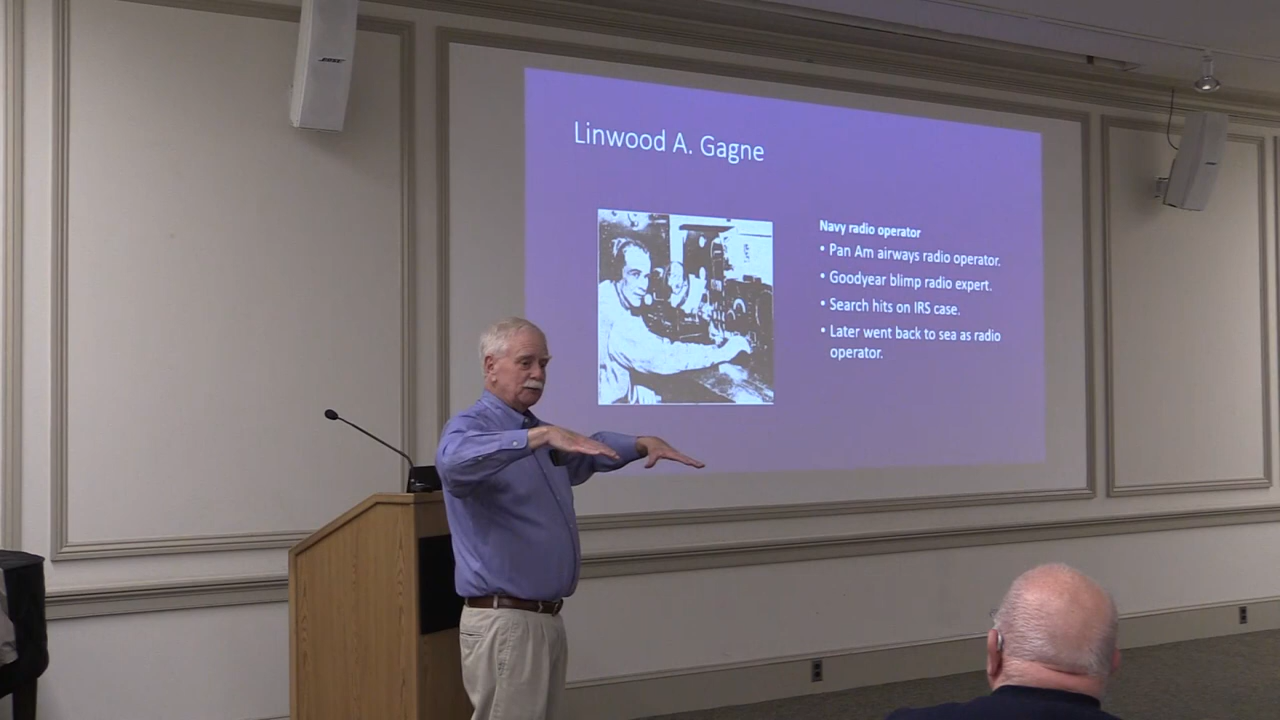 BOSE
Linwood A. Gagne
Navy radio operator
• Pan Am airways radio operator.
• Goodyear blimp radio expert.
• Search hits on IRS case.
• Later went back to sea as radio
operator.